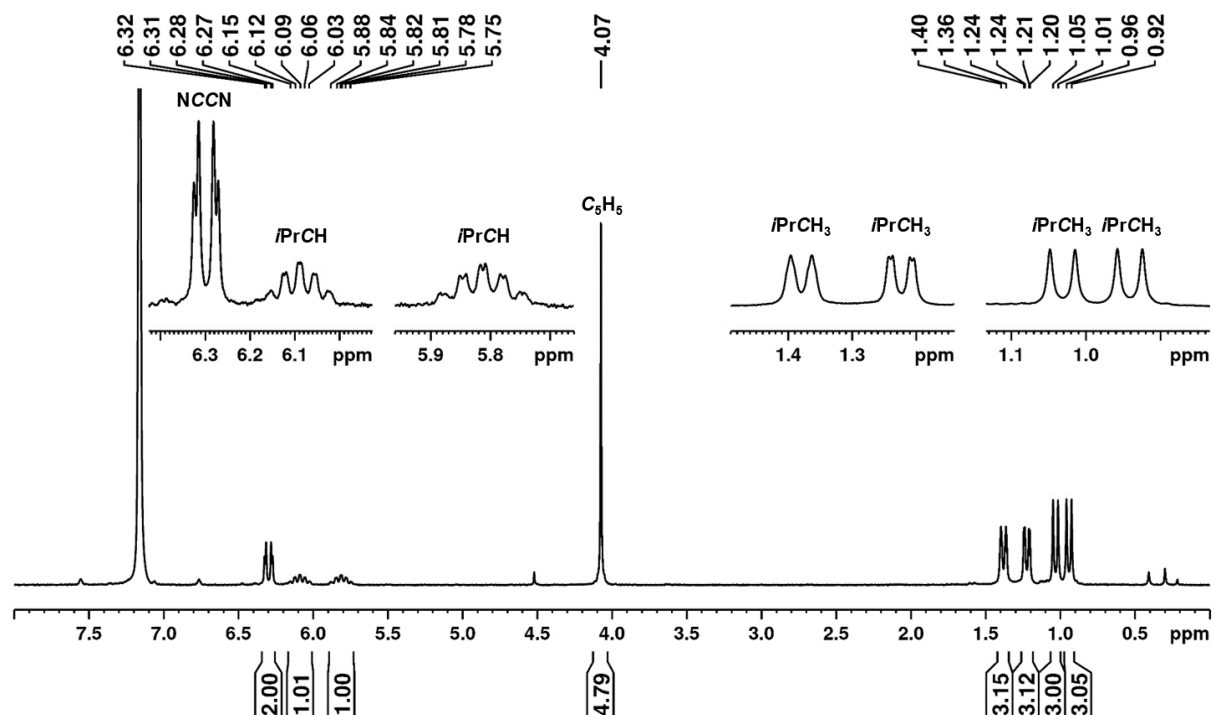 6.32
6.31
6.28
6.27
6.15
6.12
6.09
6.06
6.03
5.88
5.84
5.82
5.81
5.78
5.75
4.07
1.40
1.36
1.24
1.24
1.21
1.20
1.05
1.01
0.96
0.92
NCCN
iPrCH
iPrCH
C₅H₅
iPrCH₃
iPrCH₃
iPrCH₃
iPrCH₃
6.3 6.2 6.1 ppm
5.9 5.8 ppm
1.4 1.3 ppm
1.1 1.0 ppm
7.5 7.0 6.5 6.0 5.5 5.0 4.5 4.0 3.5 3.0 2.5 2.0 1.5 1.0 0.5 ppm
2.00
1.01
1.00
4.79
3.15
3.12
3.00
3.05